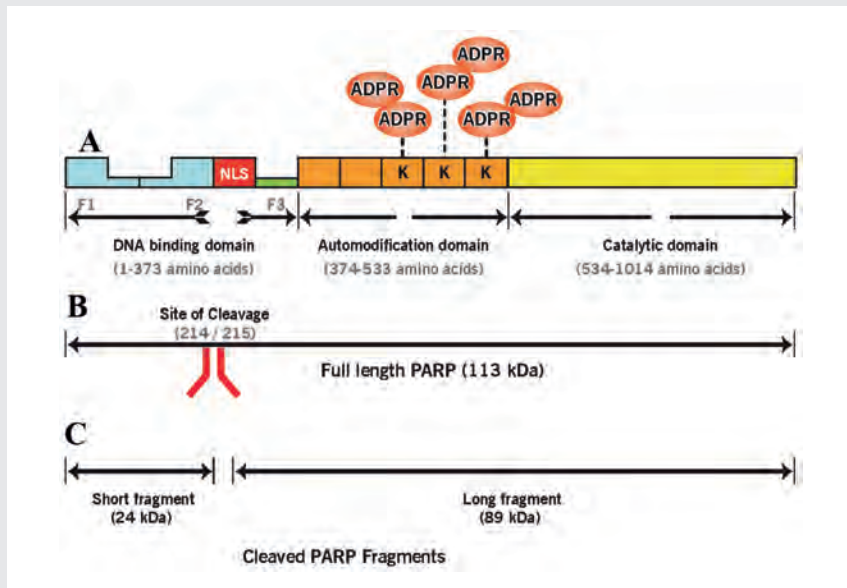 ADPR
ADPR ADPR ADPR
ADPR ADPR
A
NLS K K K
F1 F2 F3
DNA binding domain Automodification domain Catalytic domain
(1-373 amino acids) (374-533 amino acids) (534-1014 amino acids)
B
Site of Cleavage
(214 / 215)
Full length PARP (113 kDa)
C
Short fragment Long fragment
(24 kDa) (89 kDa)
Cleaved PARP Fragments